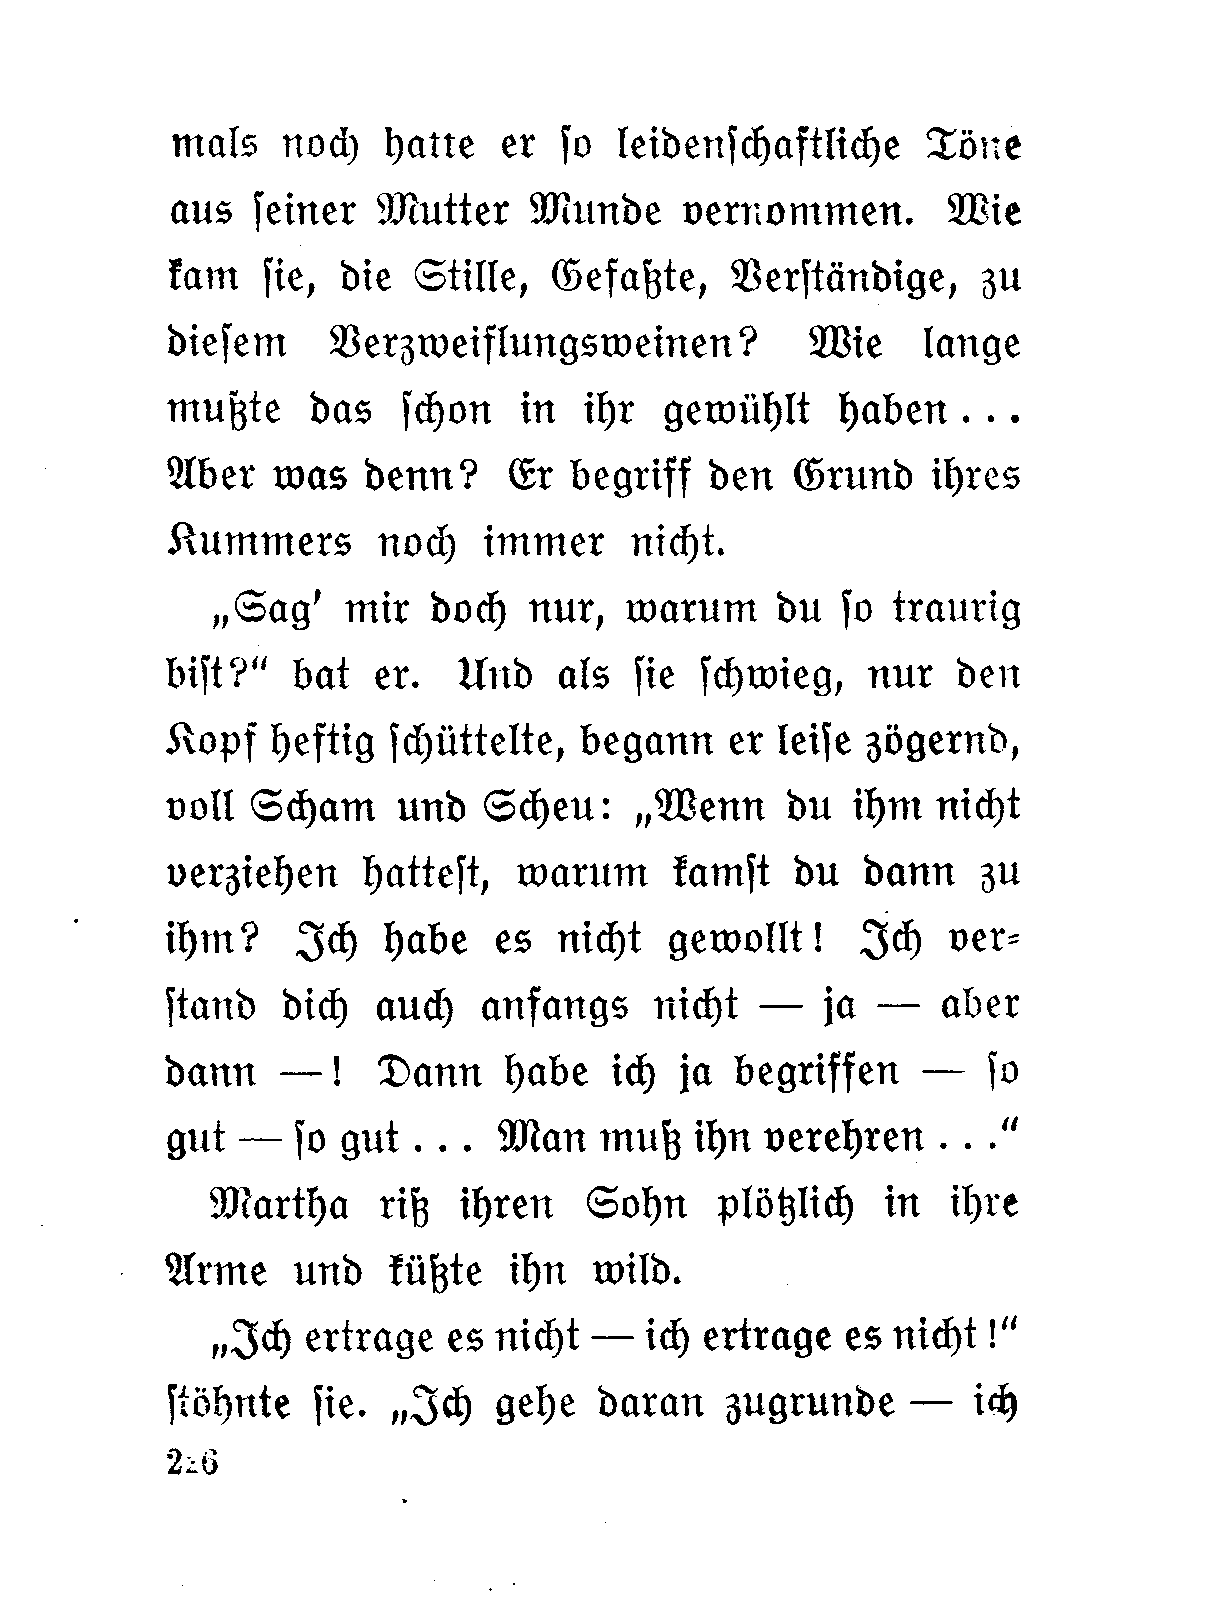 mals noch hatte er so leidenschaftliche Töne
aus seiner Mutter Munde vernommen. Wie
kam sie, die Stille, Gefaßte, Verständige, zu
diesem Verzweiflungsweinen? Wie lange
mußte das schon in ihr gewühlt haben . . .
Aber was denn? Er begriff den Grund ihres
Kummers noch immer nicht.
„Sag' mir doch nur, warum du so traurig
bist?“ bat er. Und als sie schwieg, nur den
Kopf heftig schüttelte, begann er leise zögernd,
voll Scham und Scheu: „Wenn du ihm nicht
verziehen hattest, warum kamst du dann zu
ihm? Ich habe es nicht gewollt! Ich ver-
stand dich auch anfangs nicht — ja — aber
dann —! Dann habe ich ja begriffen — so
gut — so gut . . . Man muß ihn verehren . . .“
Martha riß ihren Sohn plötzlich in ihre
Arme und küßte ihn wild.
„Ich ertrage es nicht — ich ertrage es nicht!“
stöhnte sie. „Ich gehe daran zugrunde — ich